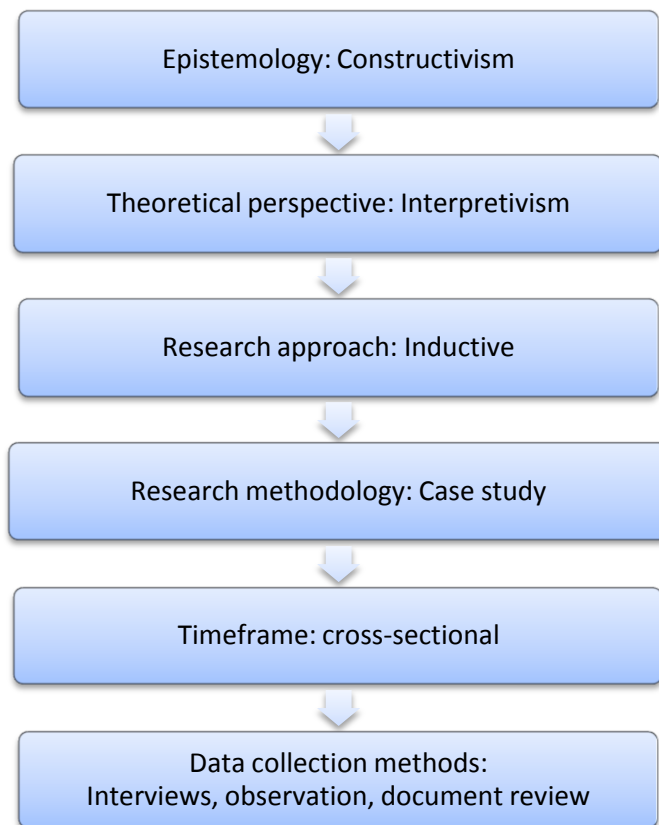 Epistemology: Constructivism
Theoretical perspective: Interpretivism
Research approach: Inductive
Research methodology: Case study
Timeframe: cross-sectional
Data collection methods:
Interviews, observation, document review